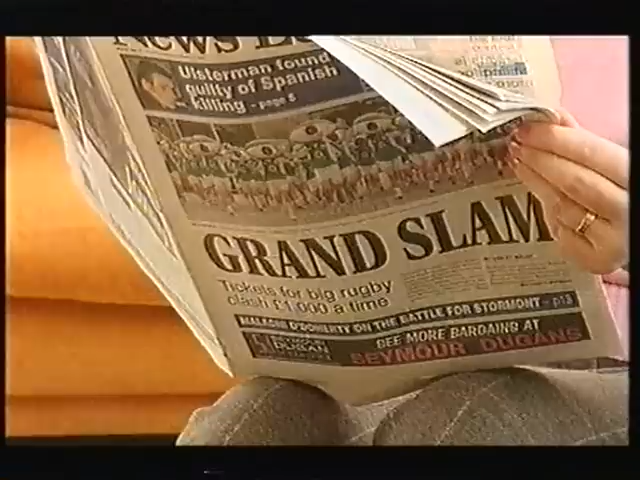 NEWS LE
Ulsterman found
guilty of Spanish
killing - page 5
GRAND SLAM
Tickets for big rugby
clash £1,000 a time
MALACHI O'DOHERTY ON THE BATTLE FOR STORMONT - p13
SEE MORE BARGAINS AT
SEYMOUR DUGANS